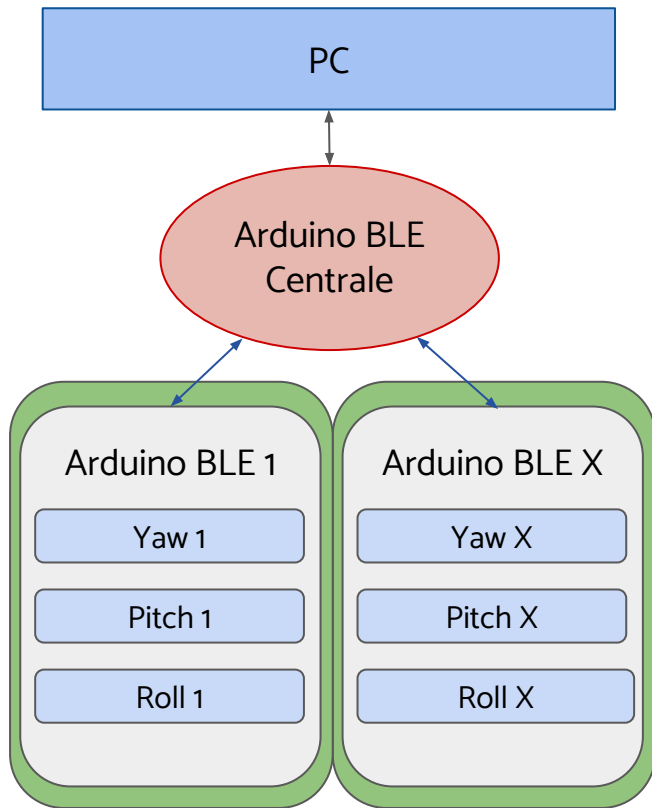 PC
Arduino BLE
Centrale
Arduino BLE 1
Yaw 1
Pitch 1
Roll 1
Arduino BLE X
Yaw X
Pitch X
Roll X